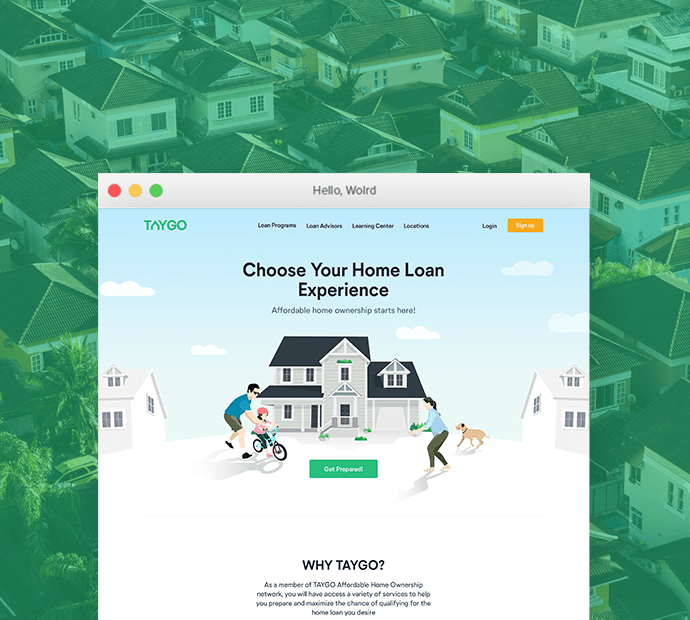 Hello, Wolrd
TAYGO
Loan Programs Loan Advisors Learning Center Locations Login Sign up
Choose Your Home Loan
Experience
Affordable home ownership starts here!
Get Prepared!
WHY TAYGO?
As a member of TAYGO Affordable Home Ownership
network, you will have access a variety of services to help
you prepare and maximize the chance of qualifying for the
home loan you desire